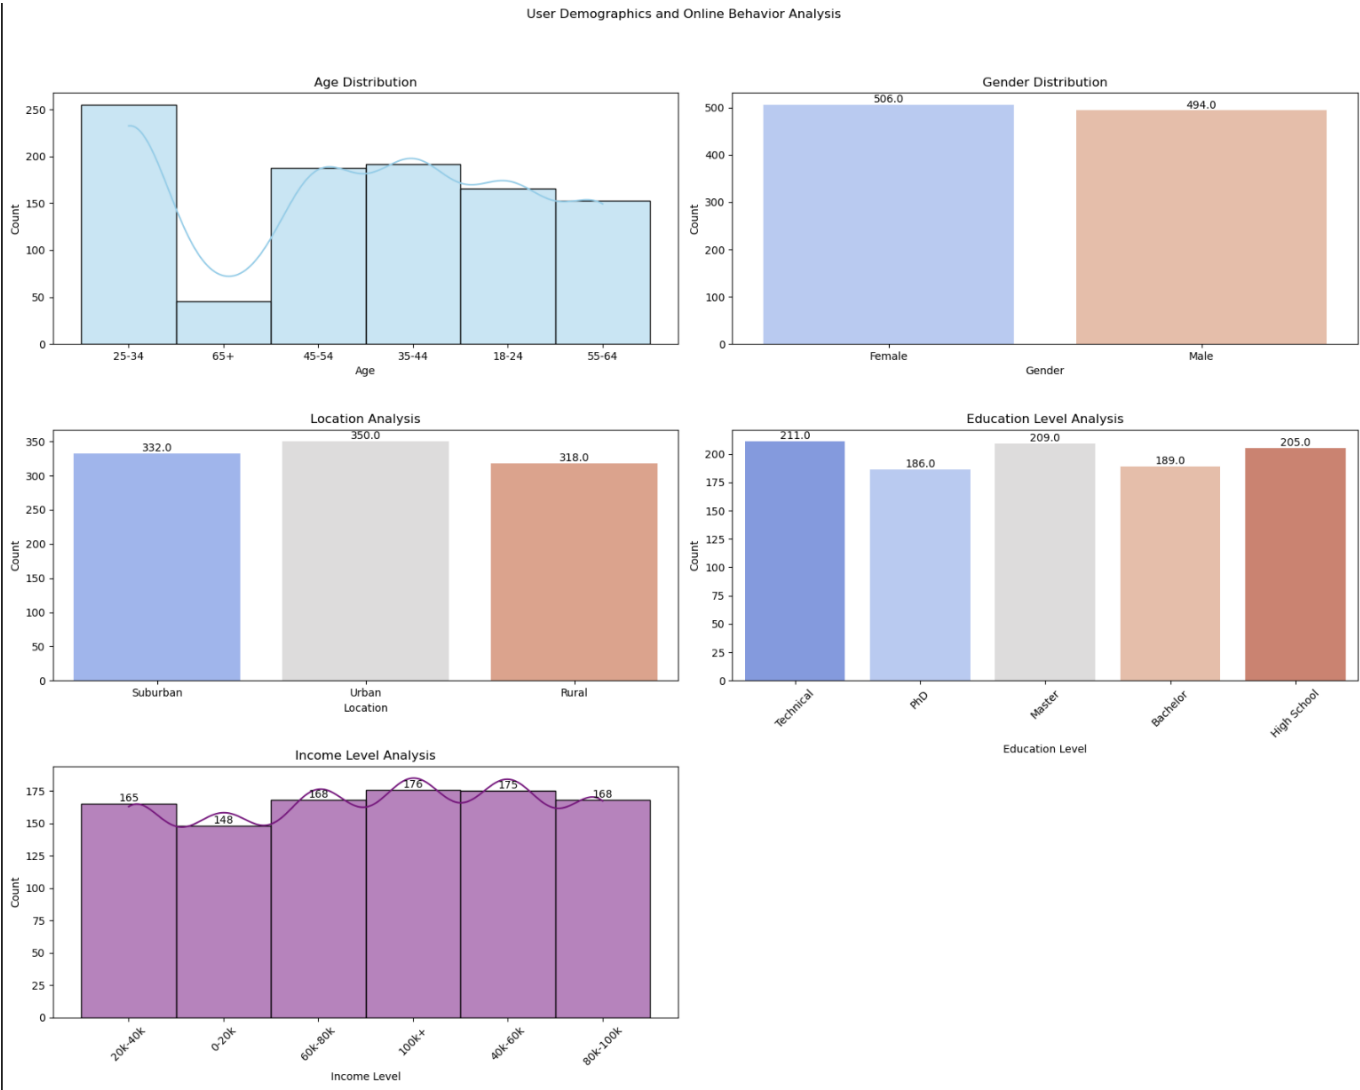 User Demographics and Online Behavior Analysis
Age Distribution
250
200
150
100
50
0
Count
25-34 65+ 45-54 35-44 18-24 55-64
Age
Gender Distribution
506.0 494.0
500
400
300
200
100
0
Count
Female Male
Gender
Location Analysis
332.0 350.0 318.0
350
300
250
200
150
100
50
0
Count
Suburban Urban Rural
Location
Education Level Analysis
211.0 186.0 209.0 189.0 205.0
200
175
150
125
100
75
50
25
0
Count
Technical PhD Master Bachelor High School
Education Level
Income Level Analysis
165 148 168 176 175 168
175
150
125
100
75
50
25
0
Count
20k-40k 0-20k 60k-80k 100k+ 40k-60k 80k-100k
Income Level